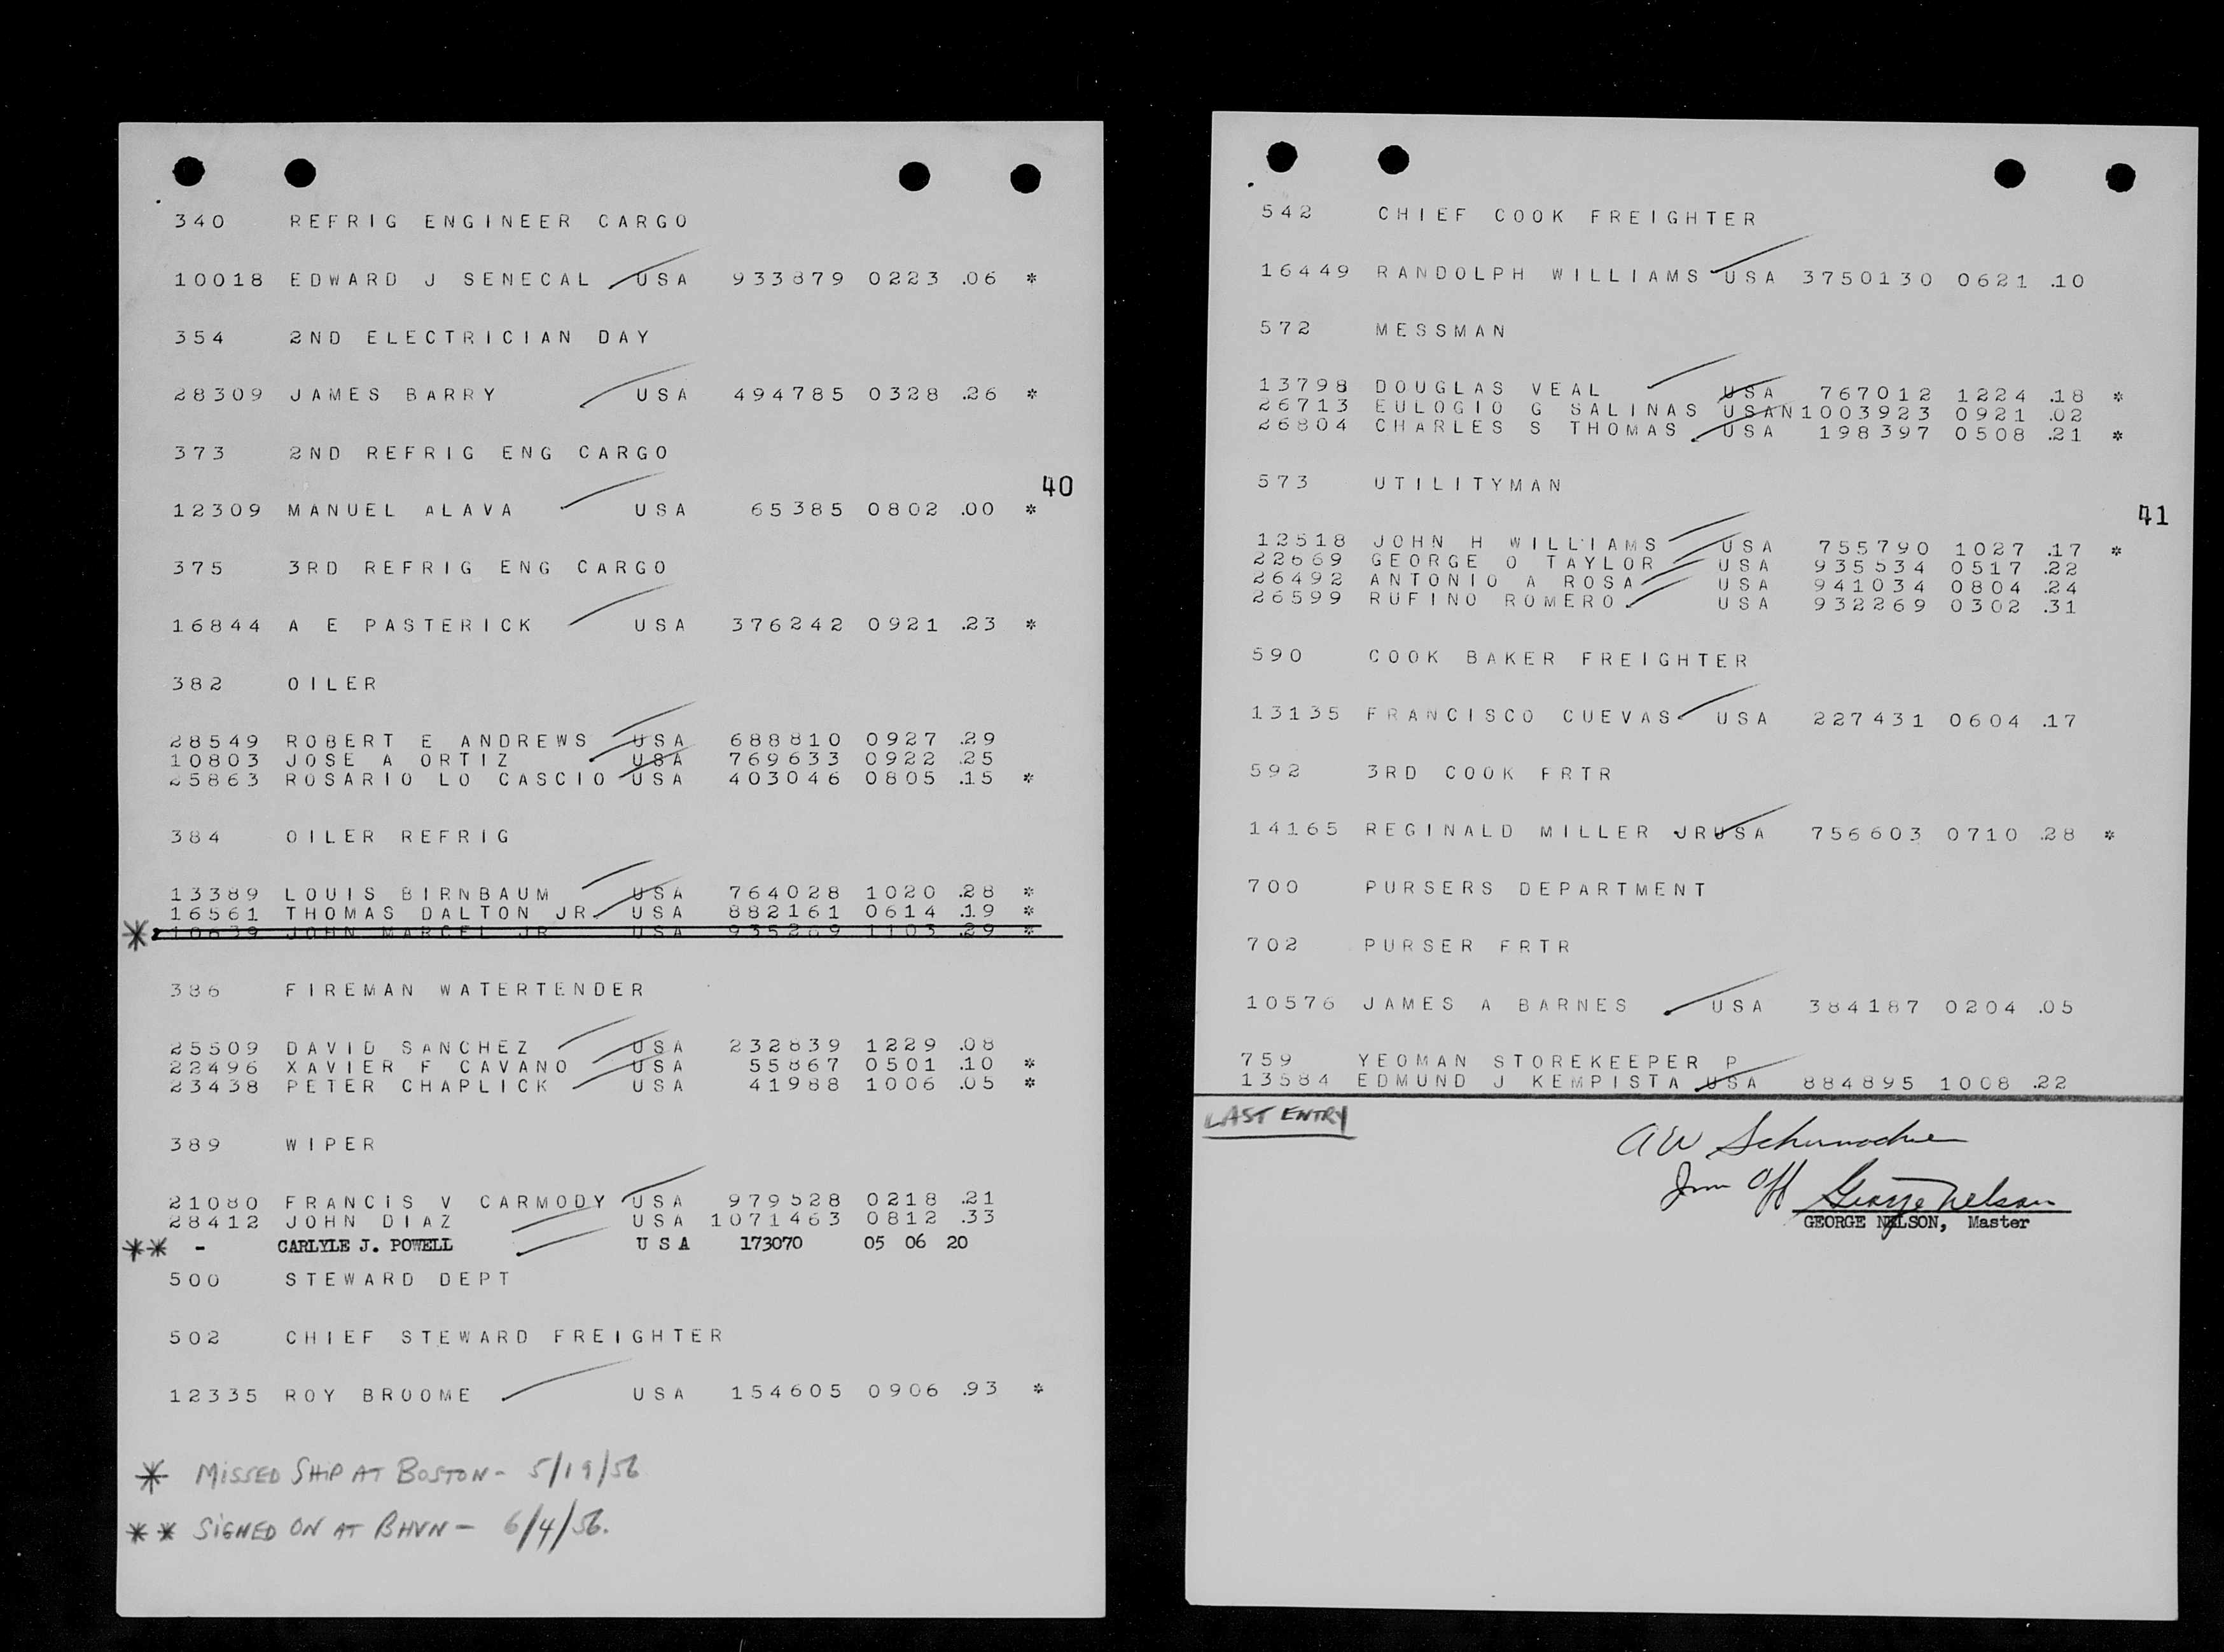 340 REFRIG ENGINEER CARGO
10018 EDWARD J SENECAL USA 933879 0223 .06 *
354 2ND ELECTRICIAN DAY
28309 JAMES BARRY USA 494785 0328 .26 *
373 2ND REFRIG ENG CARGO
40
12309 MANUEL ALAVA USA 65385 0802 .00 *
375 3RD REFRIG ENG CARGO
16844 A E PASTERICK USA 376242 0921 .23 *
382 OILER
28549 ROBERT E ANDREWS USA 688810 0927 .29
10803 JOSE A ORTIZ USA 769633 0922 .25
25863 ROSARIO LO CASCIO USA 403046 0805 .15 *
384 OILER REFRIG
13389 LOUIS BIRNBAUM USA 764028 1020 .28 *
16561 THOMAS DALTON JR USA 882161 0614 .19 *
* JOHN MARCEL JR USA 1103 .29 *
386 FIREMAN WATERTENDER
25509 DAVID SANCHEZ USA 232839 1229 .08
22496 XAVIER F CAVANO USA 55867 0501 .10 *
23438 PETER CHAPLICK USA 41988 1006 .05 *
389 WIPER
21080 FRANCIS V CARMODY USA 979528 0218 .21
28412 JOHN DIAZ USA 1071463 0812 .33
** - CARLYLE J. POWELL USA 173070 05 06 20
500 STEWARD DEPT
502 CHIEF STEWARD FREIGHTER
12335 ROY BROOME USA 154605 0906 .93 *
* MISSED SHIP AT BOSTON - 5/19/56
** SIGNED ON AT BHVN - 6/4/56.
542 CHIEF COOK FREIGHTER
16449 RANDOLPH WILLIAMS USA 3750130 0621 .10
572 MESSMAN
13798 DOUGLAS VEAL USA 767012 1224 .18 *
26713 EULOGIO G SALINAS USAN1003923 0921 .02
26804 CHARLES S THOMAS USA 198397 0508 .21 *
573 UTILITYMAN
41
12518 JOHN H WILLIAMS USA 755790 1027 .17 *
22669 GEORGE O TAYLOR USA 935534 0517 .22
26492 ANTONIO A ROSA USA 941034 0804 .24
26599 RUFINO ROMERO USA 932269 0302 .31
590 COOK BAKER FREIGHTER
13135 FRANCISCO CUEVAS USA 227431 0604 .17
592 3RD COOK FRTR
14165 REGINALD MILLER JRUSA 756603 0710 .28 *
700 PURSERS DEPARTMENT
702 PURSER FRTR
10576 JAMES A BARNES USA 384187 0204 .05
759 YEOMAN STOREKEEPER P
13584 EDMUND J KEMPISTA USA 884895 1008 .22
LAST ENTRY
A W Schumacher
Imm Off George Nelson
GEORGE NELSON, Master